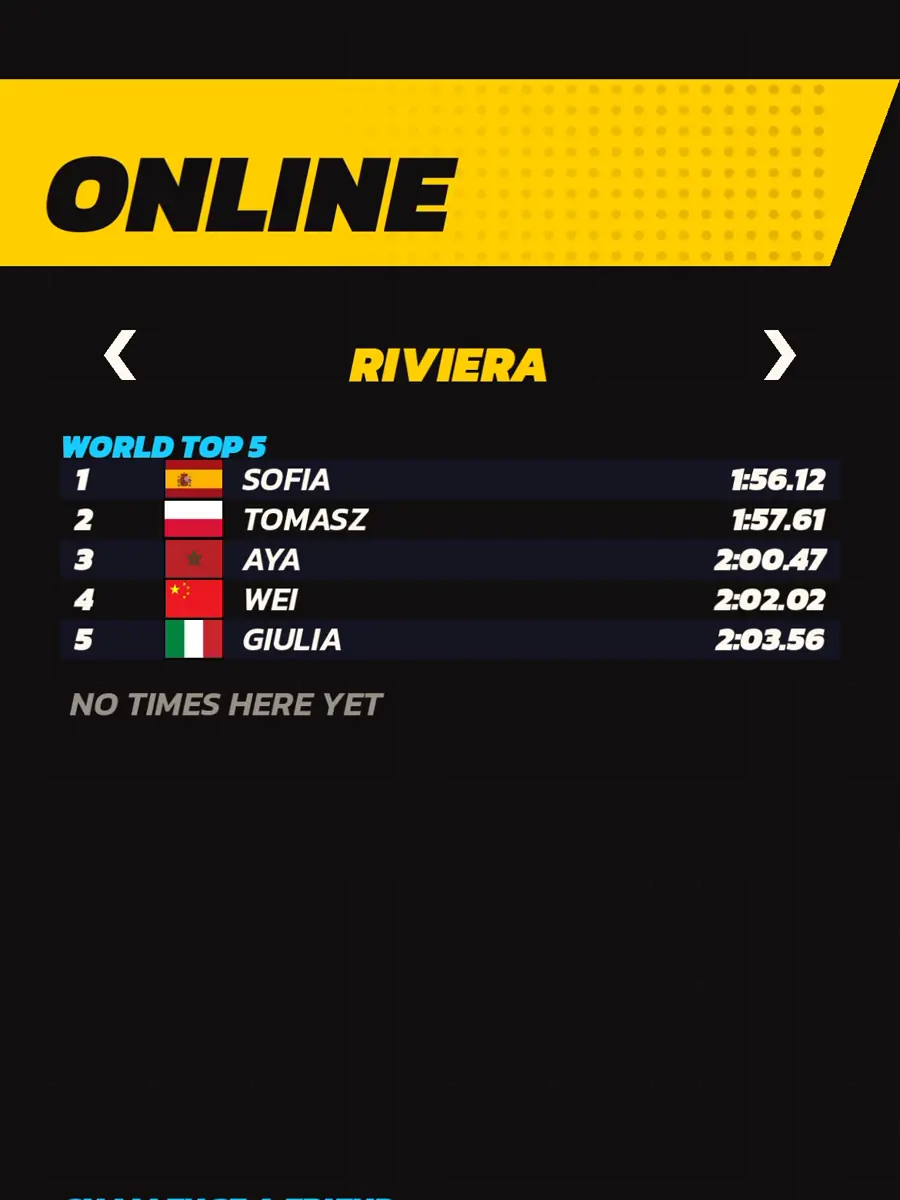 ONLINE
RIVIERA
WORLD TOP 5
1 SOFIA 1:56.12
2 TOMASZ 1:57.61
3 AYA 2:00.47
4 WEI 2:02.02
5 GIULIA 2:03.56
NO TIMES HERE YET